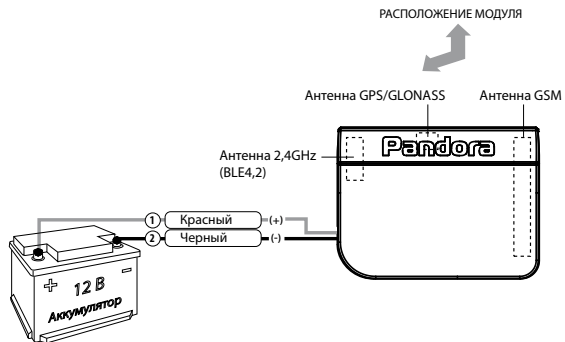 РАСПОЛОЖЕНИЕ МОДУЛЯ
Антенна GPS/GLONASS
Антенна GSM
Pandora
Антенна 2,4GHz
(BLE4,2)
1 Красный (+)
2 Черный (-)
+ −
12 В
Аккумулятор